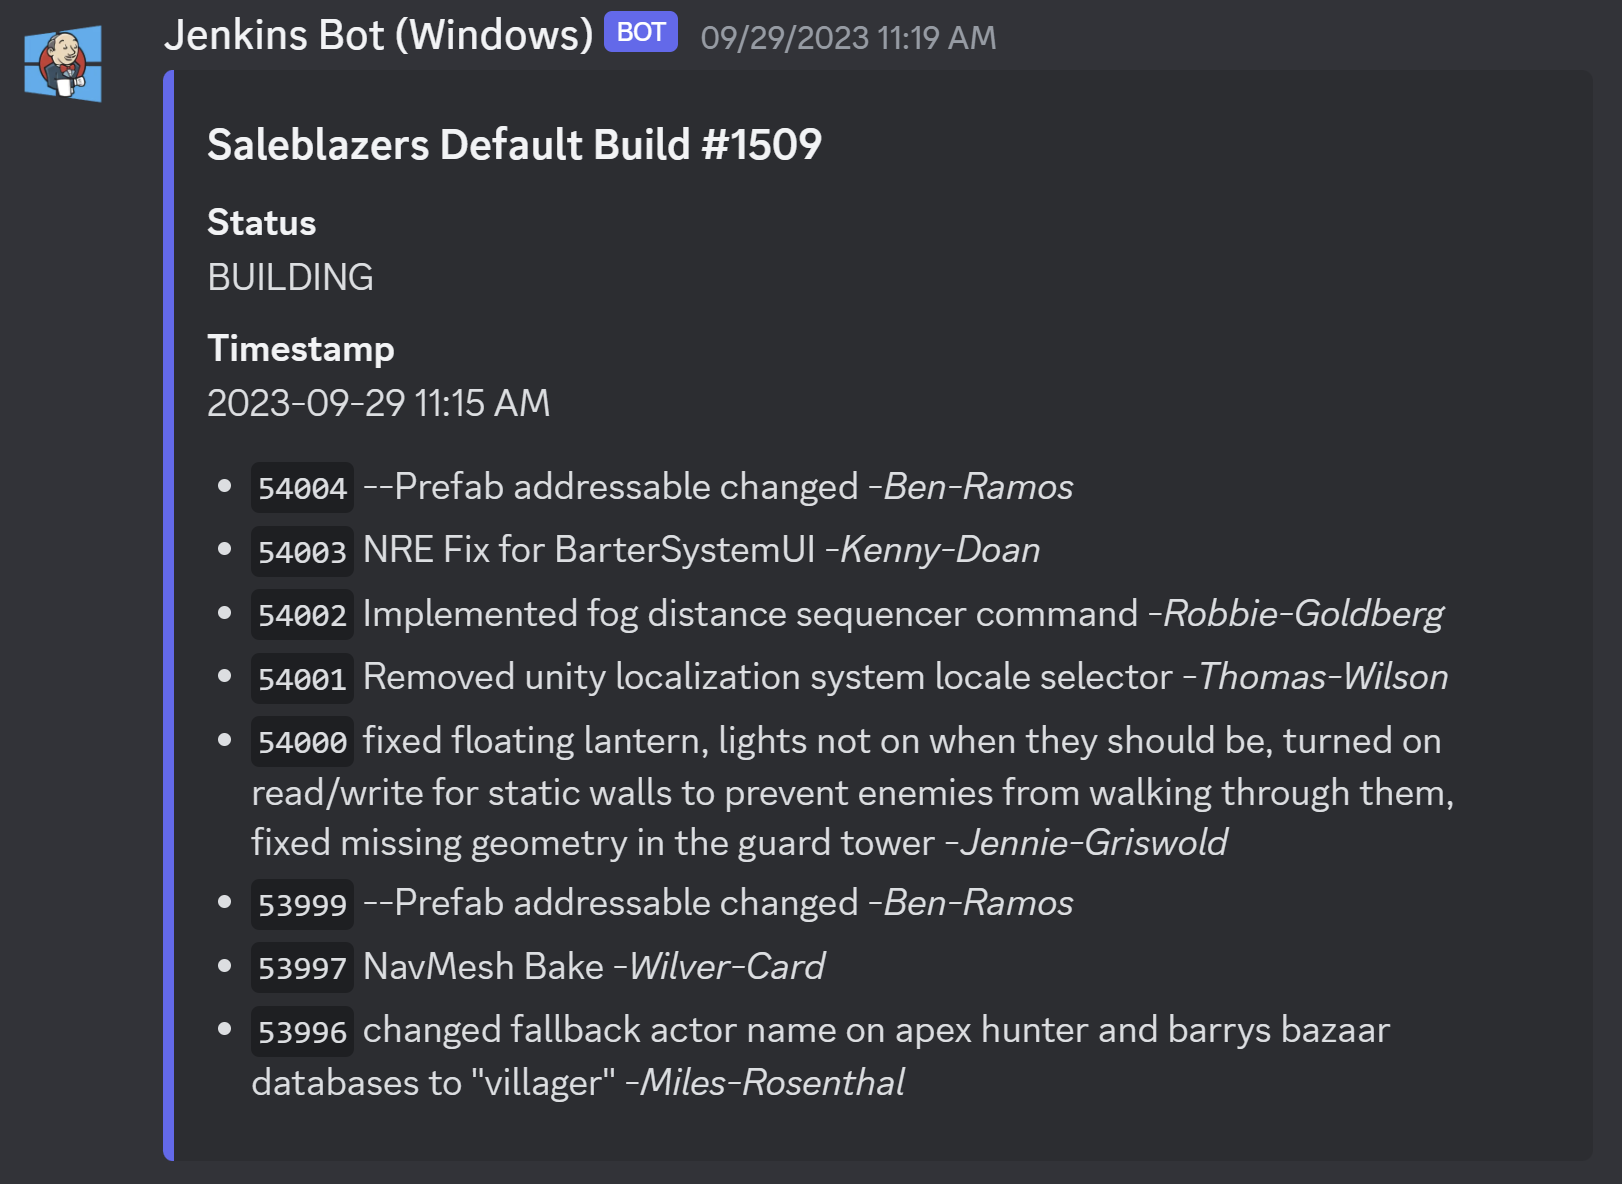 Jenkins Bot (Windows) BOT 09/29/2023 11:19 AM
Saleblazers Default Build #1509
Status
BUILDING
Timestamp
2023-09-29 11:15 AM
• 54004 --Prefab addressable changed -Ben-Ramos
• 54003 NRE Fix for BarterSystemUI -Kenny-Doan
• 54002 Implemented fog distance sequencer command -Robbie-Goldberg
• 54001 Removed unity localization system locale selector -Thomas-Wilson
• 54000 fixed floating lantern, lights not on when they should be, turned on
read/write for static walls to prevent enemies from walking through them,
fixed missing geometry in the guard tower -Jennie-Griswold
• 53999 --Prefab addressable changed -Ben-Ramos
• 53997 NavMesh Bake -Wilver-Card
• 53996 changed fallback actor name on apex hunter and barrys bazaar
databases to "villager" -Miles-Rosenthal